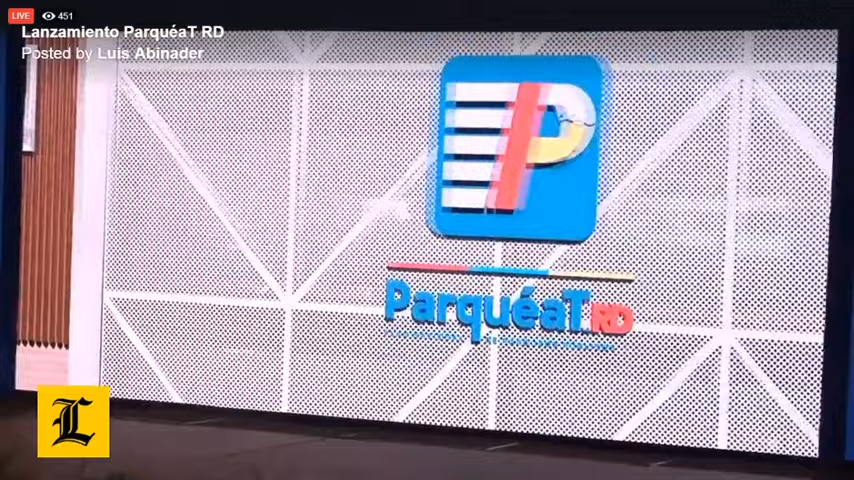 LIVE 451
Lanzamiento ParquéaT RD
Posted by Luis Abinader
P
ParquéaT RD
L